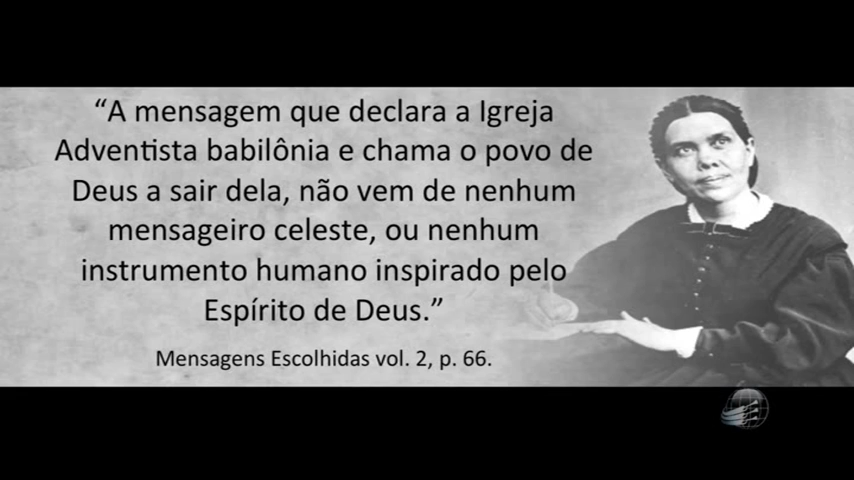 “A mensagem que declara a Igreja
Adventista babilônia e chama o povo de
Deus a sair dela, não vem de nenhum
mensageiro celeste, ou nenhum
instrumento humano inspirado pelo
Espírito de Deus.”
Mensagens Escolhidas vol. 2, p. 66.